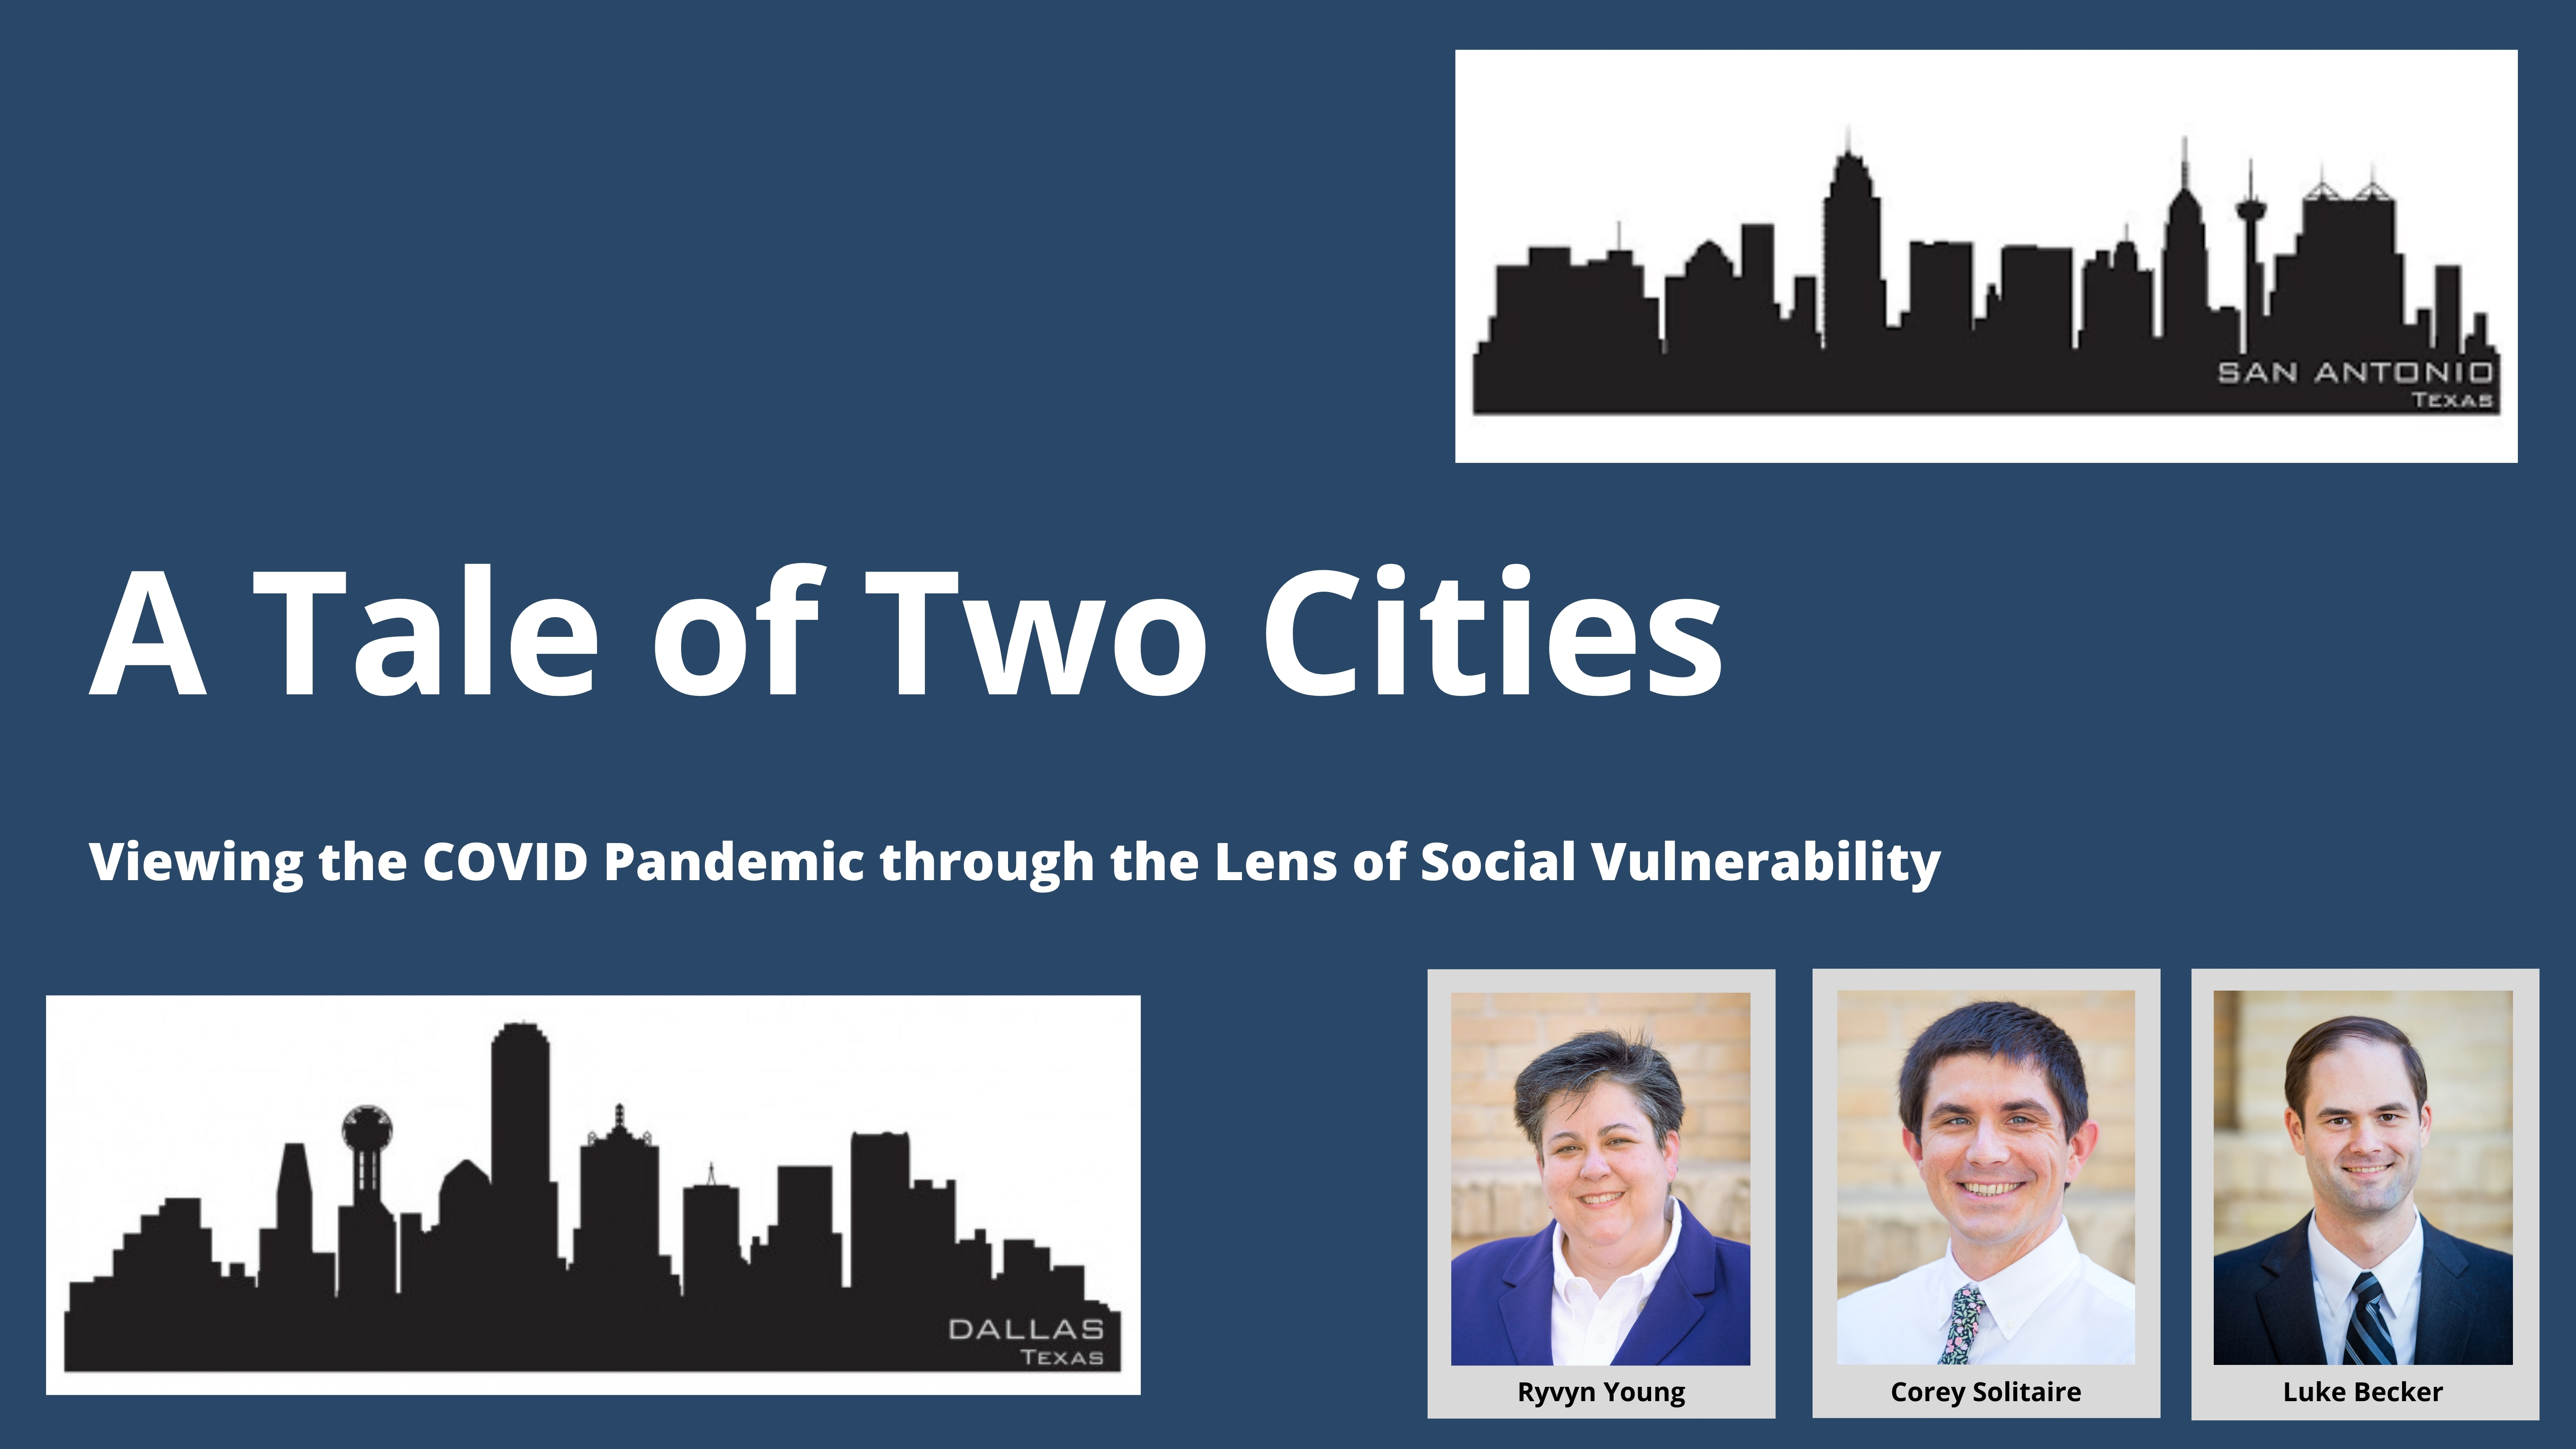 SAN ANTONIO
TEXAS
A Tale of Two Cities
Viewing the COVID Pandemic through the Lens of Social Vulnerability
DALLAS
TEXAS
Ryvyn Young
Corey Solitaire
Luke Becker